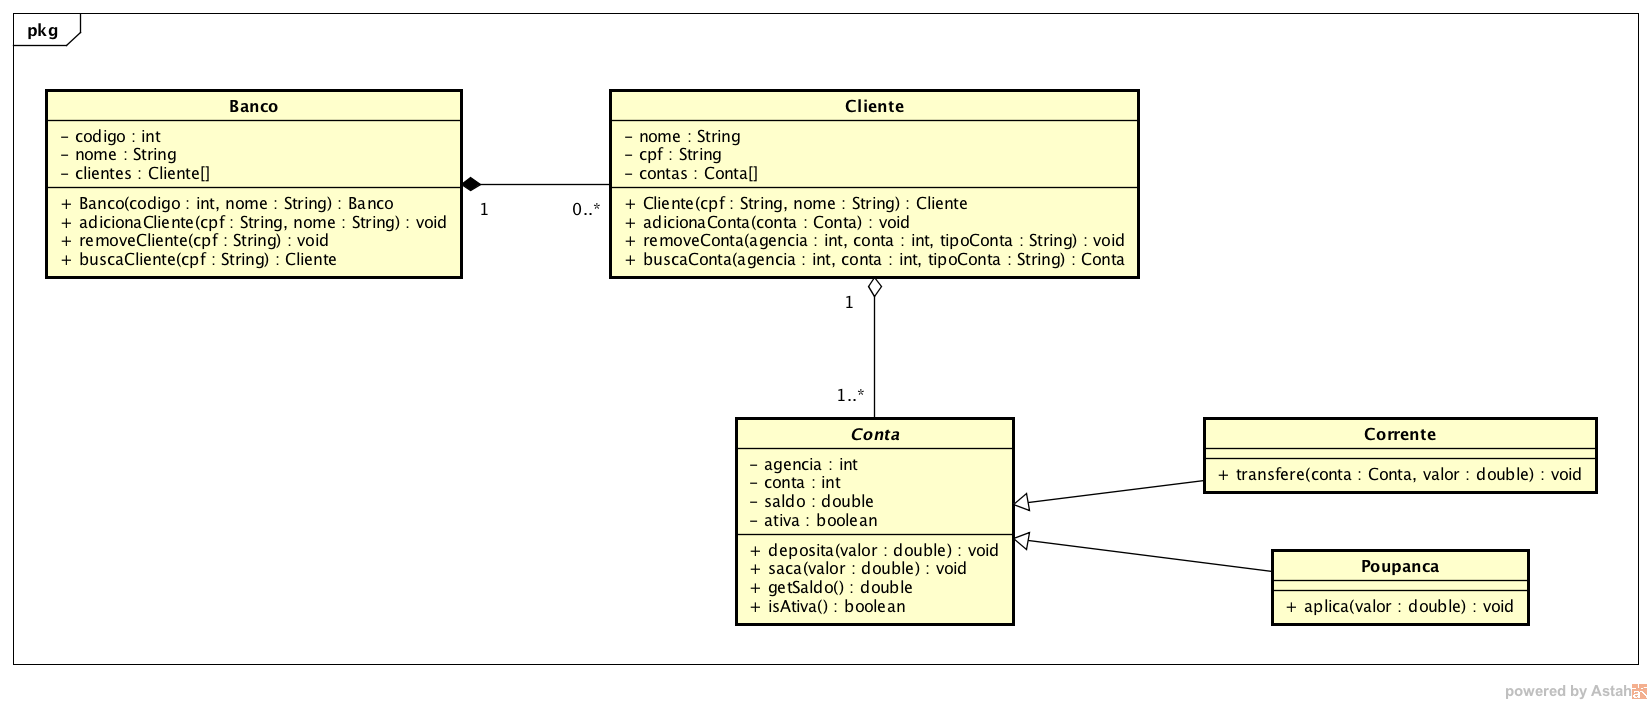 pkg
Banco
– codigo : int
– nome : String
– clientes : Cliente[]
+ Banco(codigo : int, nome : String) : Banco
+ adicionaCliente(cpf : String, nome : String) : void
+ removeCliente(cpf : String) : void
+ buscaCliente(cpf : String) : Cliente
1
0..*
Cliente
– nome : String
– cpf : String
– contas : Conta[]
+ Cliente(cpf : String, nome : String) : Cliente
+ adicionaConta(conta : Conta) : void
+ removeConta(agencia : int, conta : int, tipoConta : String) : void
+ buscaConta(agencia : int, conta : int, tipoConta : String) : Conta
1
1..*
Conta
– agencia : int
– conta : int
– saldo : double
– ativa : boolean
+ deposita(valor : double) : void
+ saca(valor : double) : void
+ getSaldo() : double
+ isAtiva() : boolean
Corrente
+ transfere(conta : Conta, valor : double) : void
Poupanca
+ aplica(valor : double) : void
powered by Astah